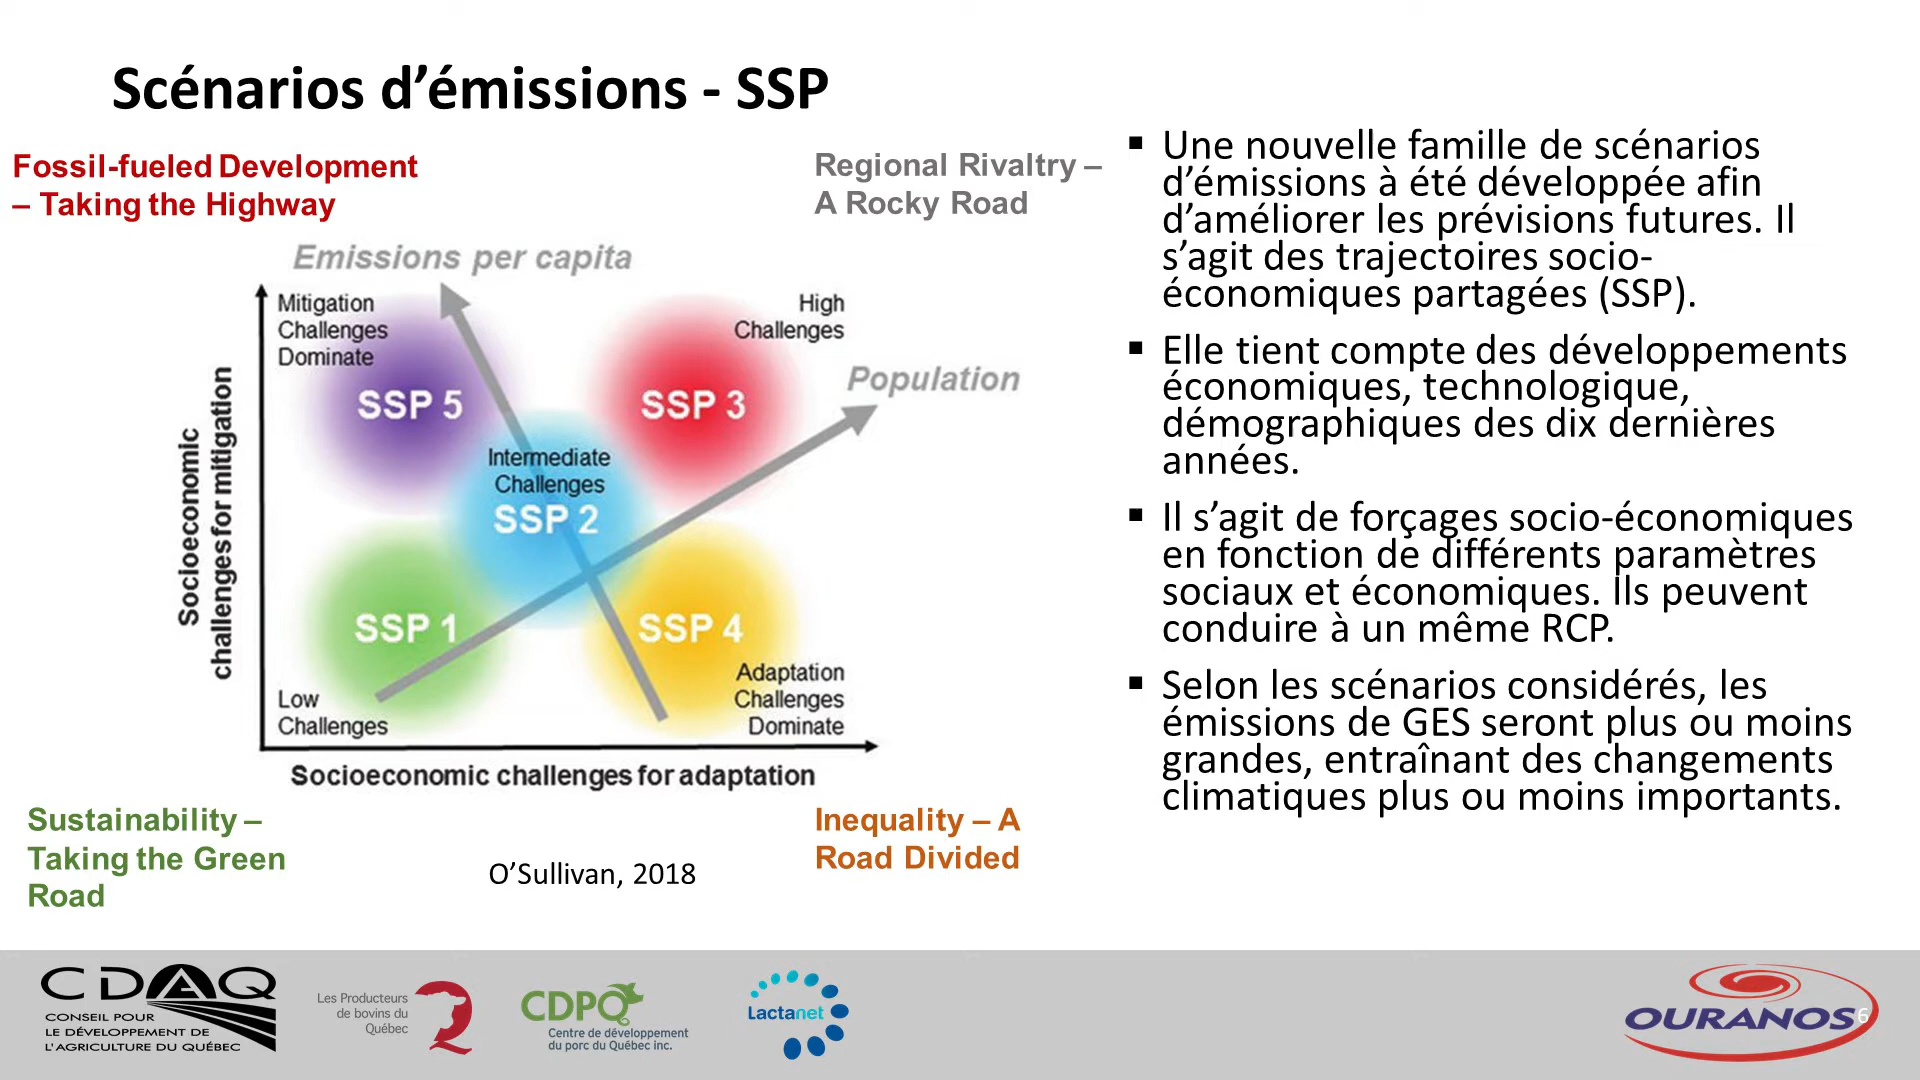 Scénarios d’émissions - SSP
Fossil-fueled Development
– Taking the Highway
Regional Rivaltry –
A Rocky Road
Emissions per capita
Mitigation
Challenges
Dominate
High
Challenges
Population
SSP 5
SSP 3
Intermediate
Challenges
SSP 2
SSP 1
SSP 4
Low
Challenges
Adaptation
Challenges
Dominate
Socioeconomic
challenges for mitigation
Socioeconomic challenges for adaptation
Sustainability –
Taking the Green
Road
O’Sullivan, 2018
Inequality – A
Road Divided
Une nouvelle famille de scénarios
d’émissions à été développée afin
d’améliorer les prévisions futures. Il
s’agit des trajectoires socio-
économiques partagées (SSP).
Elle tient compte des développements
économiques, technologique,
démographiques des dix dernières
années.
Il s’agit de forçages socio-économiques
en fonction de différents paramètres
sociaux et économiques. Ils peuvent
conduire à un même RCP.
Selon les scénarios considérés, les
émissions de GES seront plus ou moins
grandes, entraînant des changements
climatiques plus ou moins importants.
CDAQ
CONSEIL POUR
LE DÉVELOPPEMENT DE
L'AGRICULTURE DU QUÉBEC
Les Producteurs
de bovins du
Québec
CDPQ
Centre de développement
du porc du Québec inc.
Lactanet
OURANOS
6